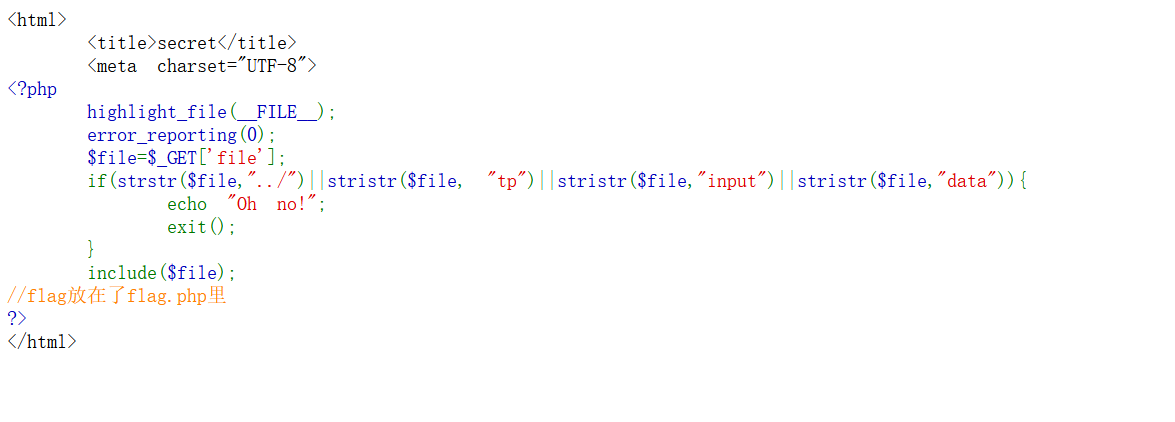 <html>
<title>secret</title>
<meta charset="UTF-8">
<?php
highlight_file(__FILE__);
error_reporting(0);
$file=$_GET['file'];
if(strstr($file,"../")||stristr($file, "tp")||stristr($file,"input")||stristr($file,"data")){
echo "Oh no!";
exit();
}
include($file);
//flag放在了flag.php里
?>
</html>